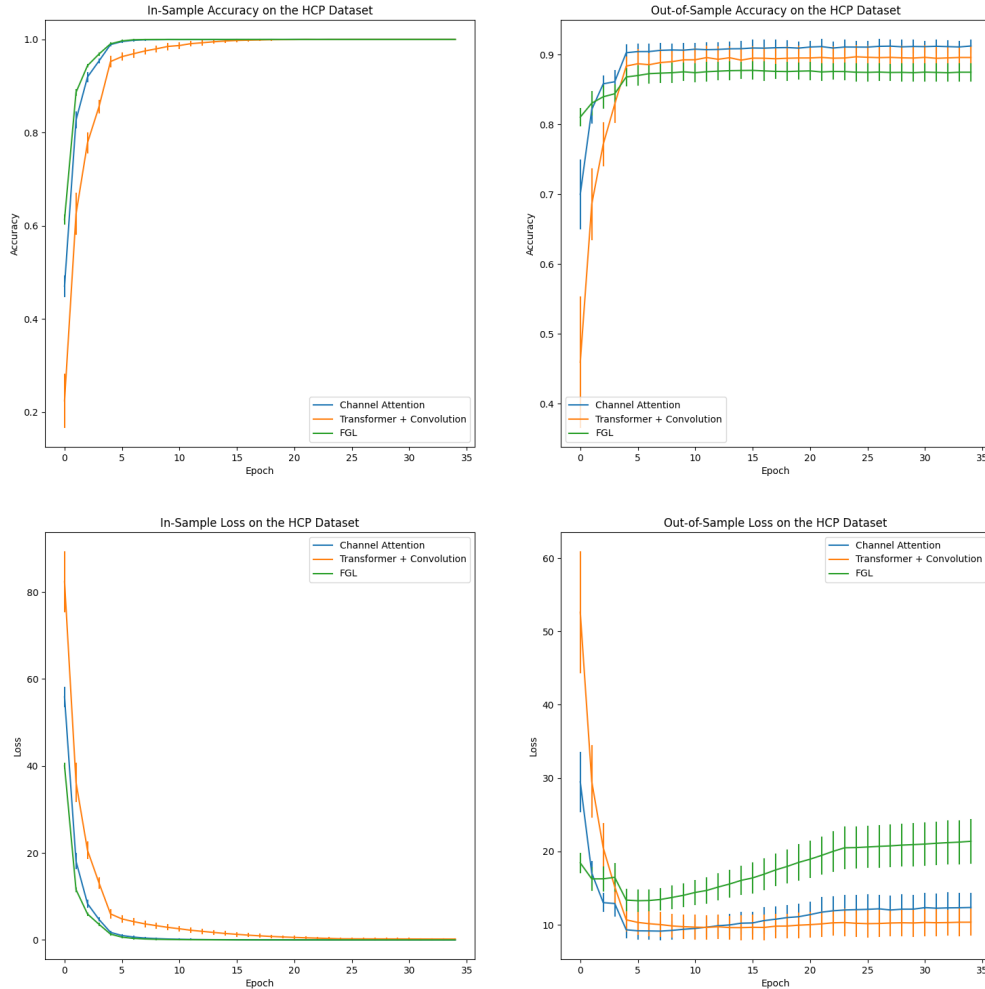 In-Sample Accuracy on the HCP Dataset
1.0
0.8
0.6
0.4
0.2
Accuracy
Channel Attention
Transformer + Convolution
FGL
0 5 10 15 20 25 30 35
Epoch
Out-of-Sample Accuracy on the HCP Dataset
0.9
0.8
0.7
0.6
0.5
0.4
Accuracy
Channel Attention
Transformer + Convolution
FGL
0 5 10 15 20 25 30 35
Epoch
In-Sample Loss on the HCP Dataset
80
60
40
20
0
Loss
Channel Attention
Transformer + Convolution
FGL
0 5 10 15 20 25 30 35
Epoch
Out-of-Sample Loss on the HCP Dataset
60
50
40
30
20
10
Loss
Channel Attention
Transformer + Convolution
FGL
0 5 10 15 20 25 30 35
Epoch